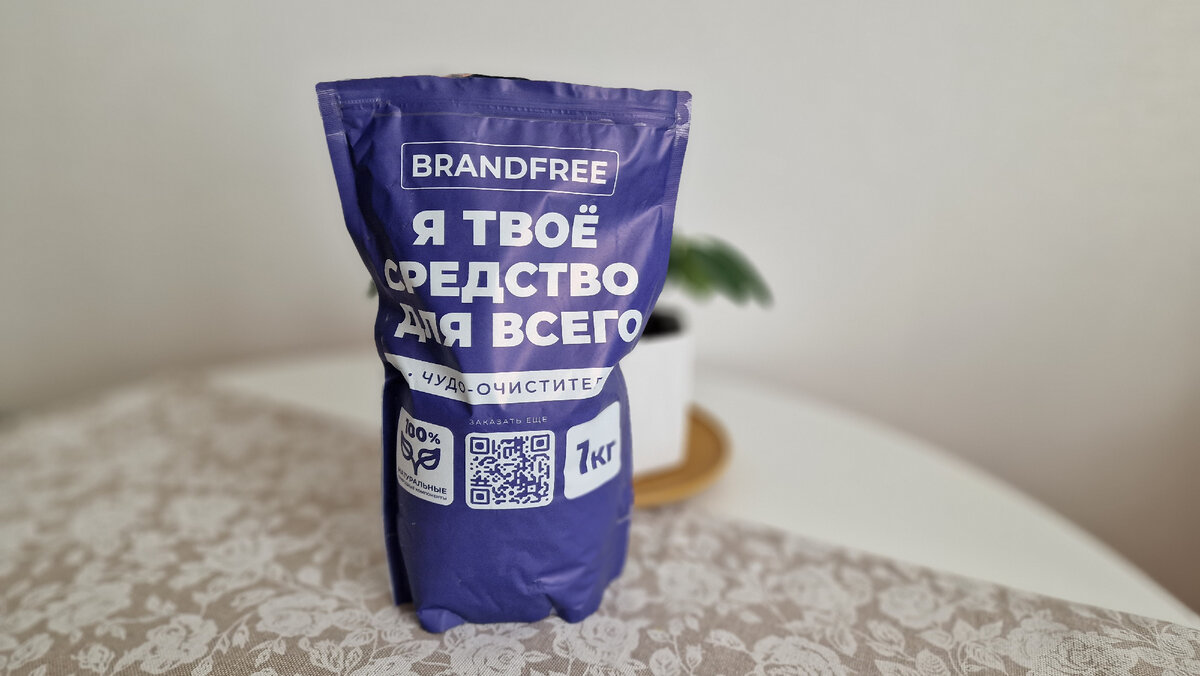 BRANDFREE
Я ТВОЁ
СРЕДСТВО
ДЛЯ ВСЕГО
ЧУДО-ОЧИСТИТЕЛ
ЗАКАЗАТЬ ЕЩЕ
100%
НАТУРАЛЬНЫЕ
1КГ